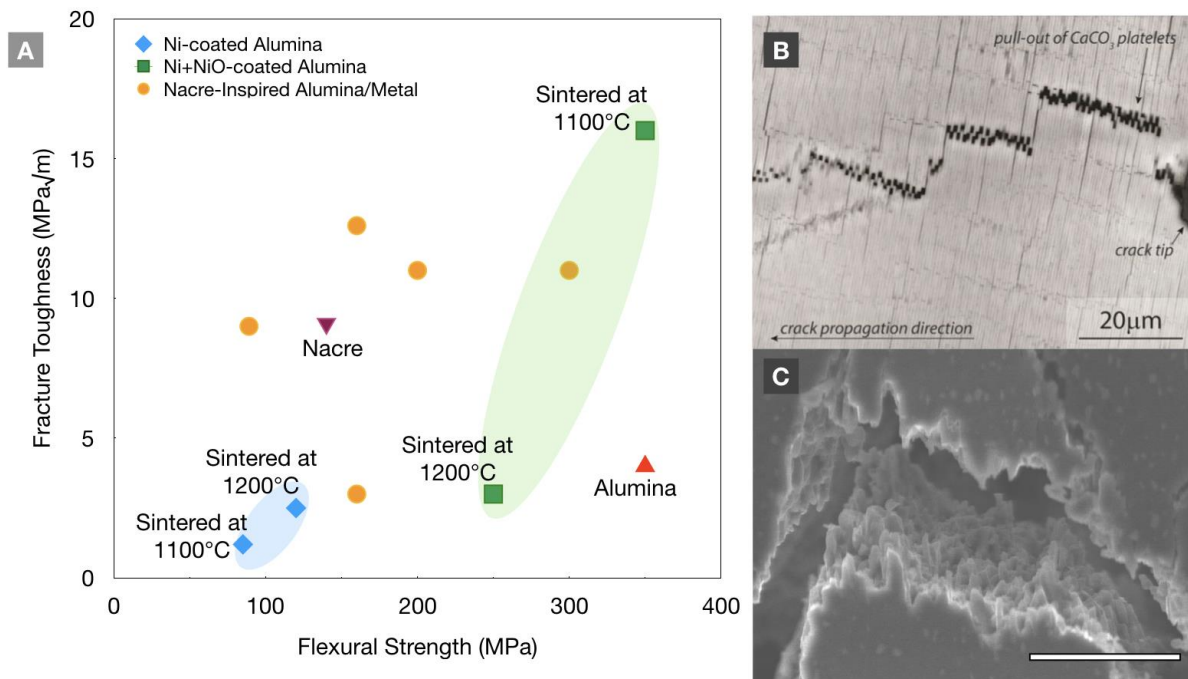 A
Ni-coated Alumina
Ni+NiO-coated Alumina
Nacre-Inspired Alumina/Metal
20
15
10
5
0
Fracture Toughness (MPa√m)
Sintered at
1100°C
Nacre
Sintered at
1200°C
Alumina
Sintered at
1200°C
Sintered at
1100°C
0
100
200
300
400
Flexural Strength (MPa)
B
pull-out of CaCO3 platelets
crack tip
crack propagation direction
20μm
C